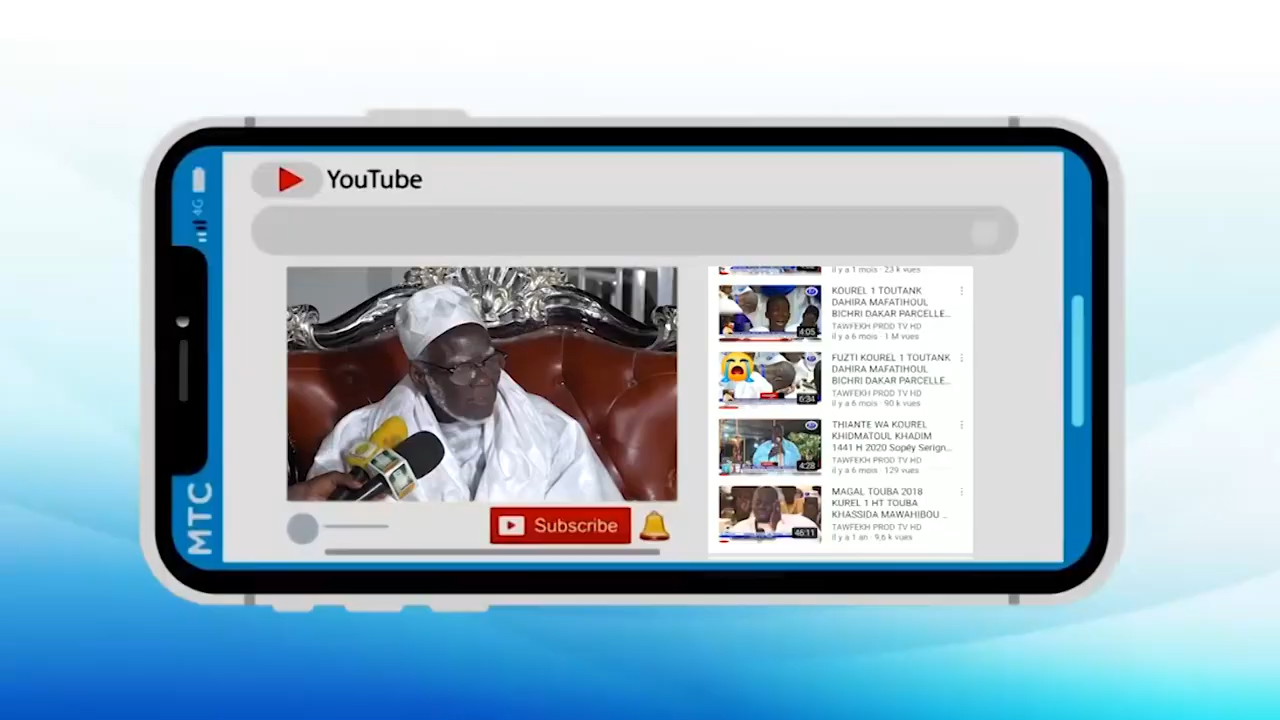 YouTube
4G
MTC
Subscribe
il y a 1 mois · 23 k vues
KOUREL 1 TOUTANK
DAHIRA MAFATIHOUL
BICHRI DAKAR PARCELLE...
TAWFEKH PROD TV HD
il y a 6 mois · 1 M vues
4:05
FUZTI KOUREL 1 TOUTANK
DAHIRA MAFATIHOUL
BICHRI DAKAR PARCELLE...
TAWFEKH PROD TV HD
il y a 6 mois · 90 k vues
6:34
THIANTE WA KOUREL
KHIDMATOUL KHADIM
1441 H 2020 Sopéy Serign...
TAWFEKH PROD TV HD
il y a 6 mois · 129 vues
4:28
MAGAL TOUBA 2018
KUREL 1 HT TOUBA
KHASSIDA MAWAHIBOU ...
TAWFEKH PROD TV HD
il y a 1 an · 9,6 k vues
46:11